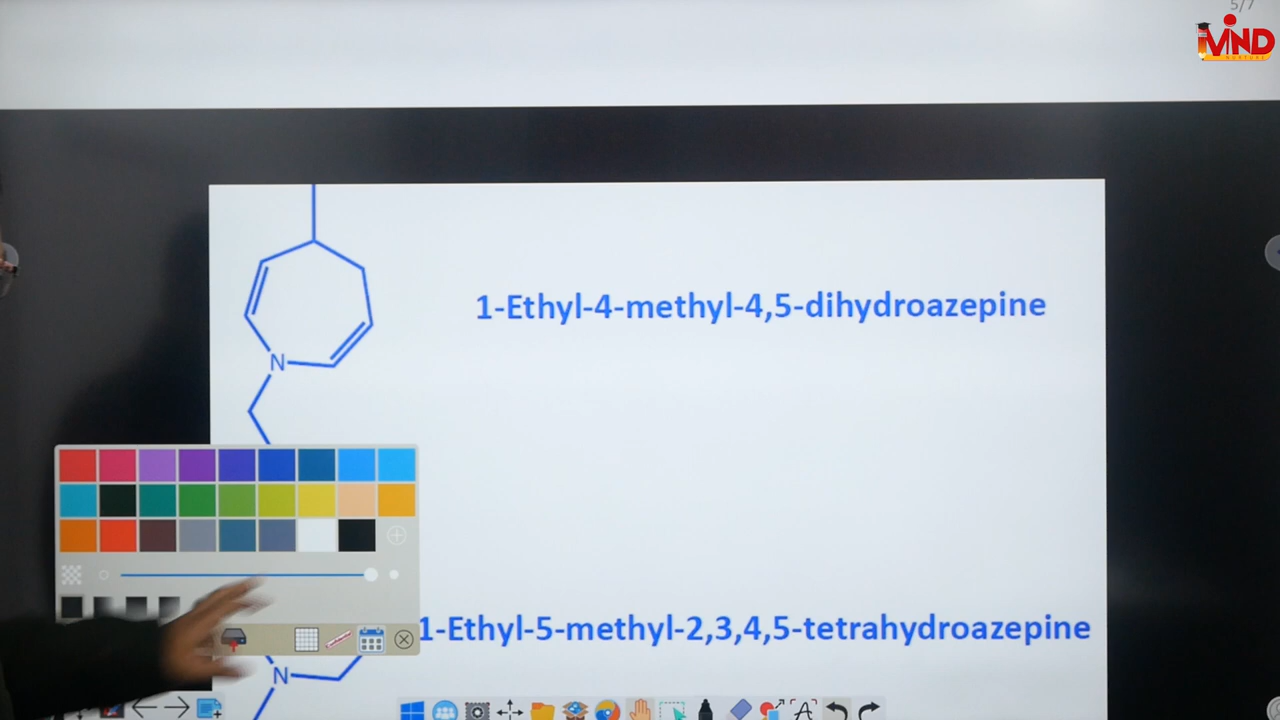 5/7
MIND
NURTURE
1-Ethyl-4-methyl-4,5-dihydroazepine
N
1-Ethyl-5-methyl-2,3,4,5-tetrahydroazepine
N